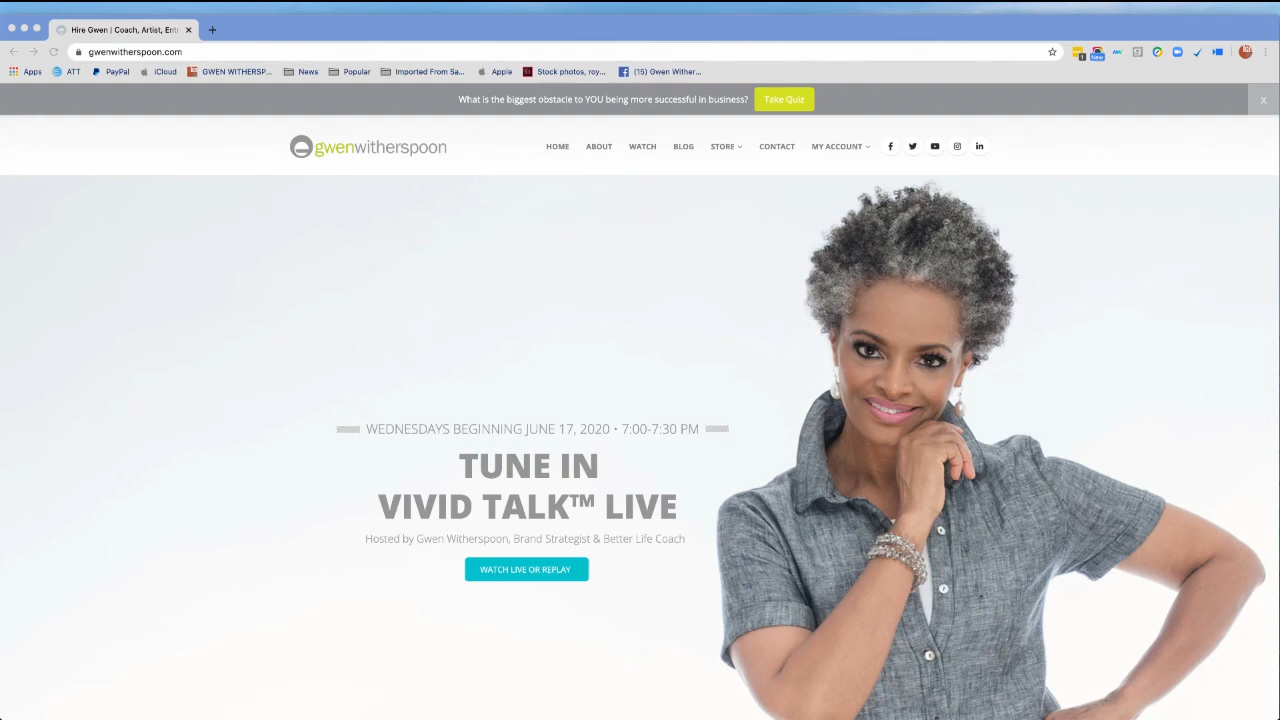 Hire Gwen | Coach, Artist, Ent
gwenwitherspoon.com
Apps ATT PayPal iCloud GWEN WITHERSP... News Popular Imported From Sa... Apple Stock photos, roy... (15) Gwen Wither...
1 New
What is the biggest obstacle to YOU being more successful in business? Take Quiz X
gwenwitherspoon HOME ABOUT WATCH BLOG STORE CONTACT MY ACCOUNT
WEDNESDAYS BEGINNING JUNE 17, 2020 • 7:00-7:30 PM
TUNE IN
VIVID TALK™ LIVE
Hosted by Gwen Witherspoon, Brand Strategist & Better Life Coach
WATCH LIVE OR REPLAY